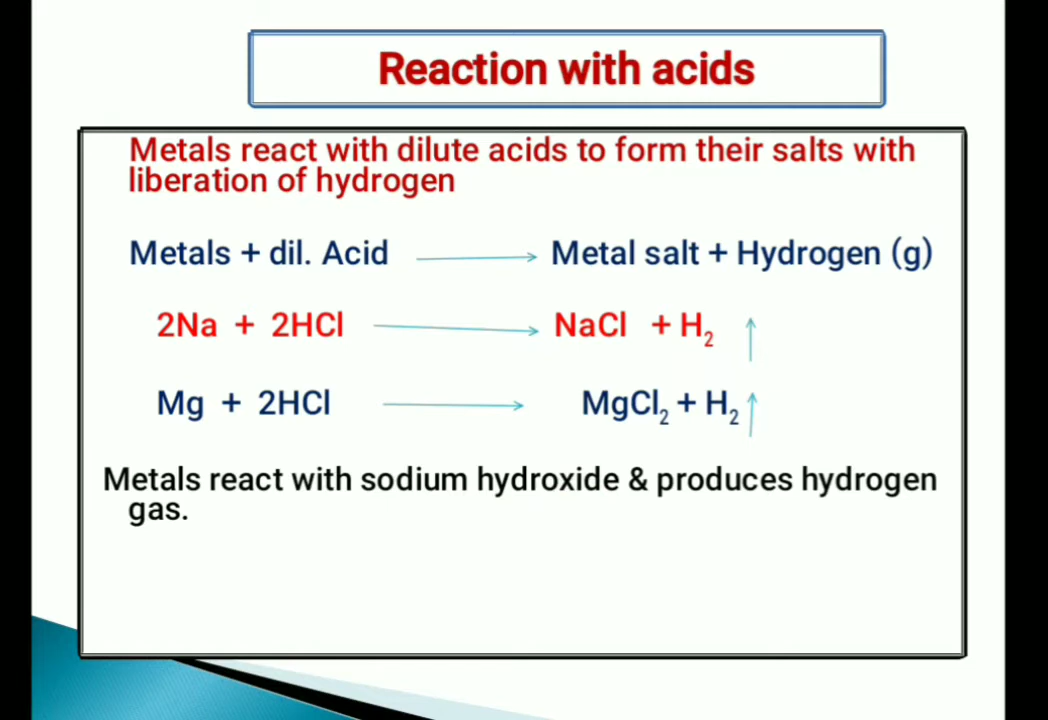 Reaction with acids
Metals react with dilute acids to form their salts with
liberation of hydrogen
Metals + dil. Acid ⟶ Metal salt + Hydrogen (g)
2Na + 2HCl ⟶ NaCl + H₂ ↑
Mg + 2HCl ⟶ MgCl₂ + H₂ ↑
Metals react with sodium hydroxide & produces hydrogen
gas.